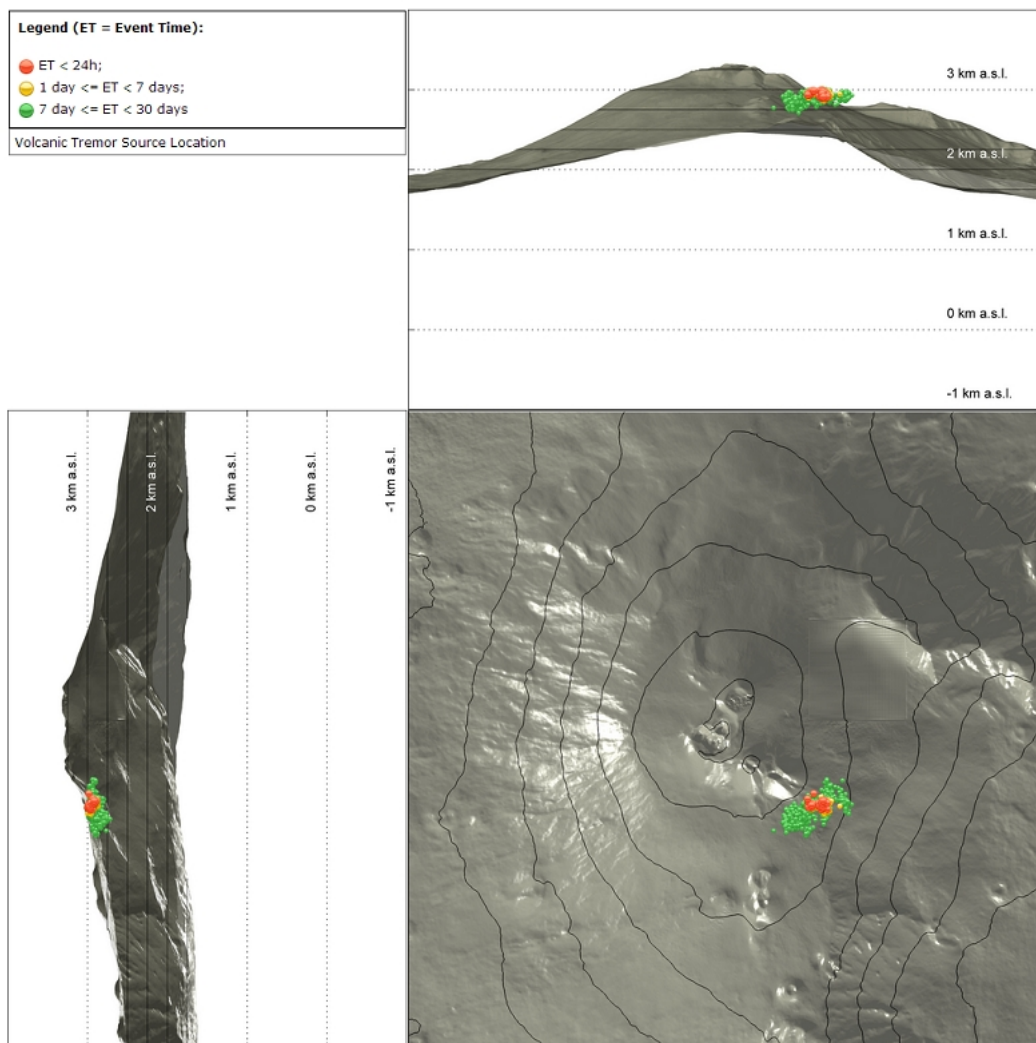 Legend (ET = Event Time):
ET < 24h;
1 day <= ET < 7 days;
7 day <= ET < 30 days
Volcanic Tremor Source Location
3 km a.s.l.
2 km a.s.l.
1 km a.s.l.
0 km a.s.l.
-1 km a.s.l.
3 km a.s.l.
2 km a.s.l.
1 km a.s.l.
0 km a.s.l.
-1 km a.s.l.